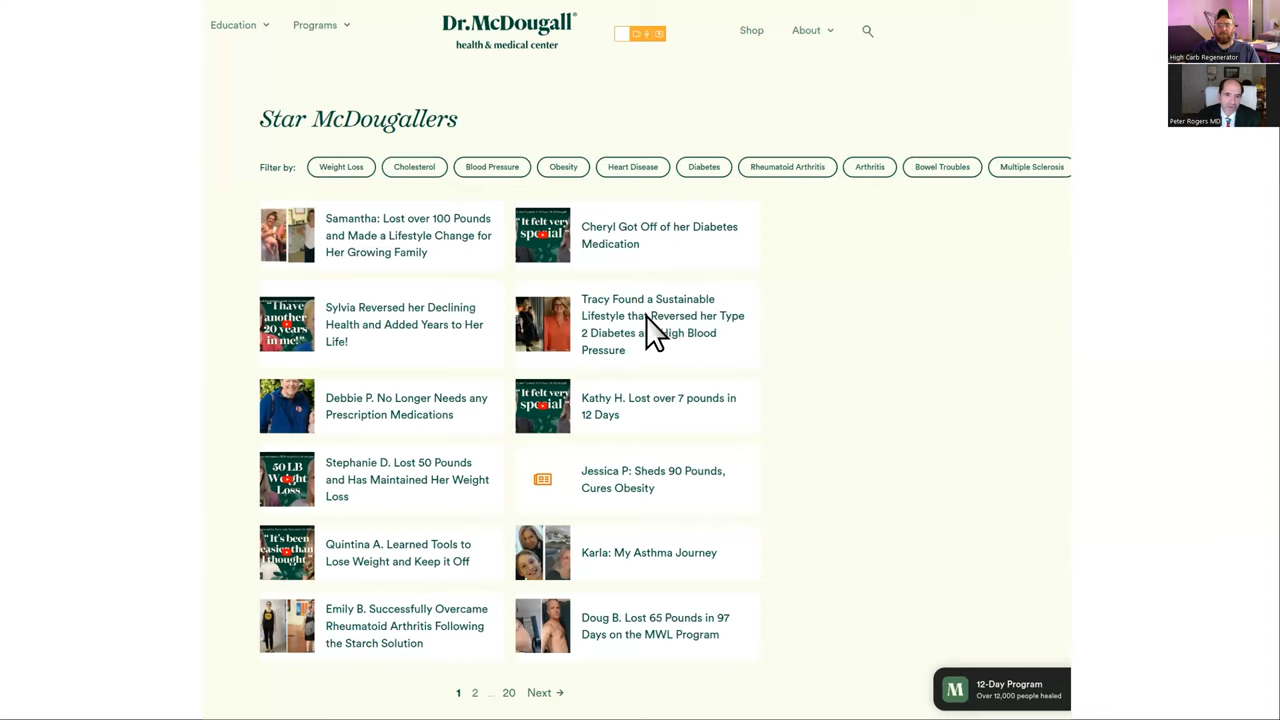 Education
Programs
Dr. McDougall®
health & medical center
Shop
About
High Carb Regenerator
Peter Rogers MD
Star McDougallers
Filter by:
Weight Loss
Cholesterol
Blood Pressure
Obesity
Heart Disease
Diabetes
Rheumatoid Arthritis
Arthritis
Bowel Troubles
Multiple Sclerosis
Samantha: Lost over 100 Pounds
and Made a Lifestyle Change for
Her Growing Family
"It felt very
special"
Cheryl Got Off of her Diabetes
Medication
"I have
another
20 years
in me!"
Sylvia Reversed her Declining
Health and Added Years to Her
Life!
Tracy Found a Sustainable
Lifestyle that Reversed her Type
2 Diabetes High Blood
Pressure
Debbie P. No Longer Needs any
Prescription Medications
"It felt very
special"
Kathy H. Lost over 7 pounds in
12 Days
50 LB
Weight
Loss
Stephanie D. Lost 50 Pounds
and Has Maintained Her Weight
Loss
Jessica P: Sheds 90 Pounds,
Cures Obesity
"It's been
easier than
I thought"
Quintina A. Learned Tools to
Lose Weight and Keep it Off
Karla: My Asthma Journey
Emily B. Successfully Overcame
Rheumatoid Arthritis Following
the Starch Solution
Doug B. Lost 65 Pounds in 97
Days on the MWL Program
1 2 ... 20 Next →
M
12-Day Program
Over 12,000 people healed